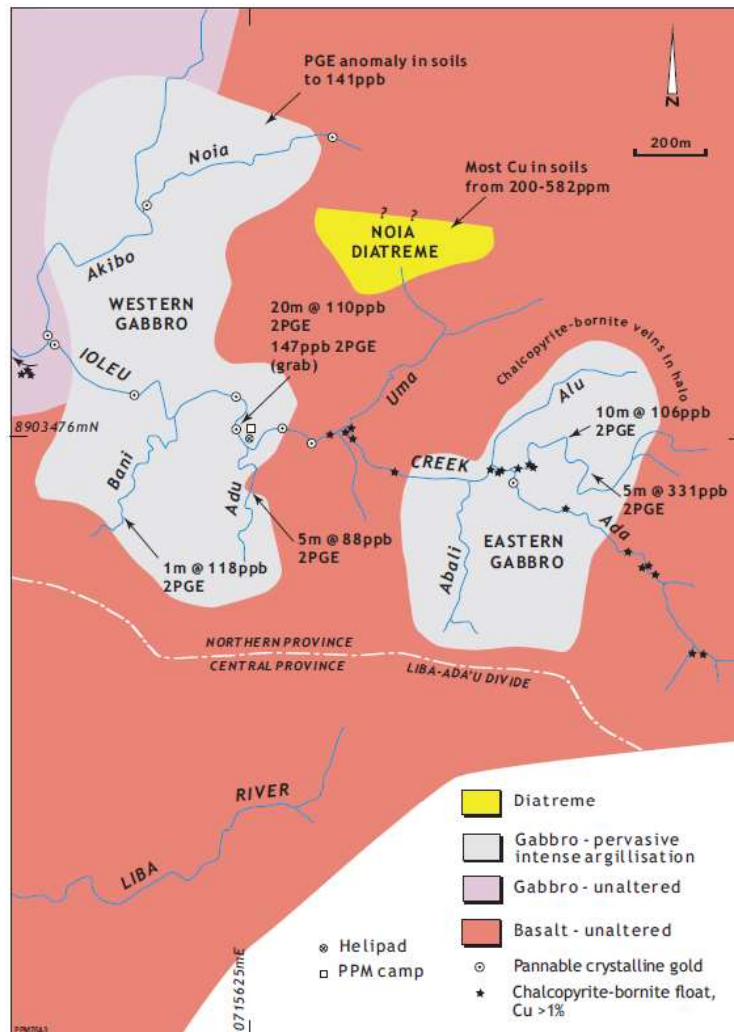 PGE anomaly in soils
to 141ppb
N
200m
Noia
Most Cu in soils
from 200-582ppm
? ?
NOIA
DIATREME
Akibo
WESTERN
GABBRO
20m @ 110ppb
2PGE
147ppb 2PGE
(grab)
IOLEU
Uma
Chalcopyrite-bornite veins in halo
Alu
10m @ 106ppb
2PGE
8903476mN
CREEK
Bani
Adu
5m @ 331ppb
2PGE
Ada
5m @ 88ppb
2PGE
1m @ 118ppb
2PGE
Abali
EASTERN
GABBRO
NORTHERN PROVINCE
CENTRAL PROVINCE
LIBA-ADA'U DIVIDE
LIBA
RIVER
Diatreme
Gabbro - pervasive
intense argillisation
Gabbro - unaltered
Basalt - unaltered
Helipad
PPM camp
Pannable crystalline gold
Chalcopyrite-bornite float,
Cu >1%
0715625mE